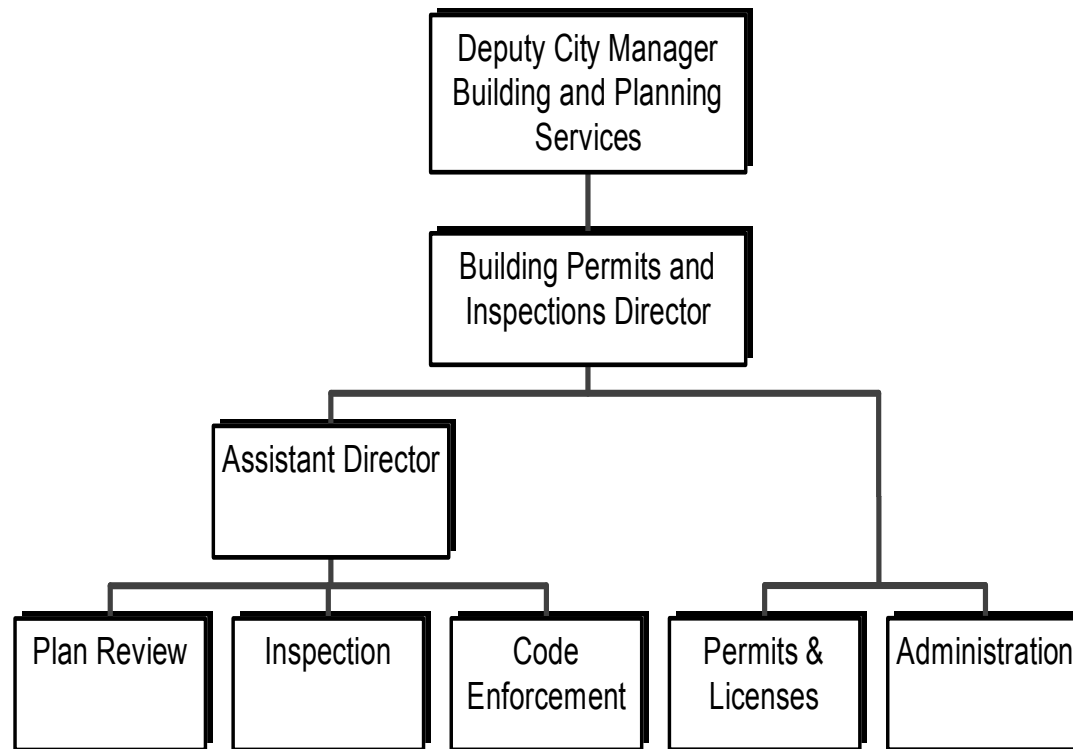 Deputy City Manager
Building and Planning
Services
Building Permits and
Inspections Director
Assistant Director
Plan Review
Inspection
Code
Enforcement
Permits &
Licenses
Administration